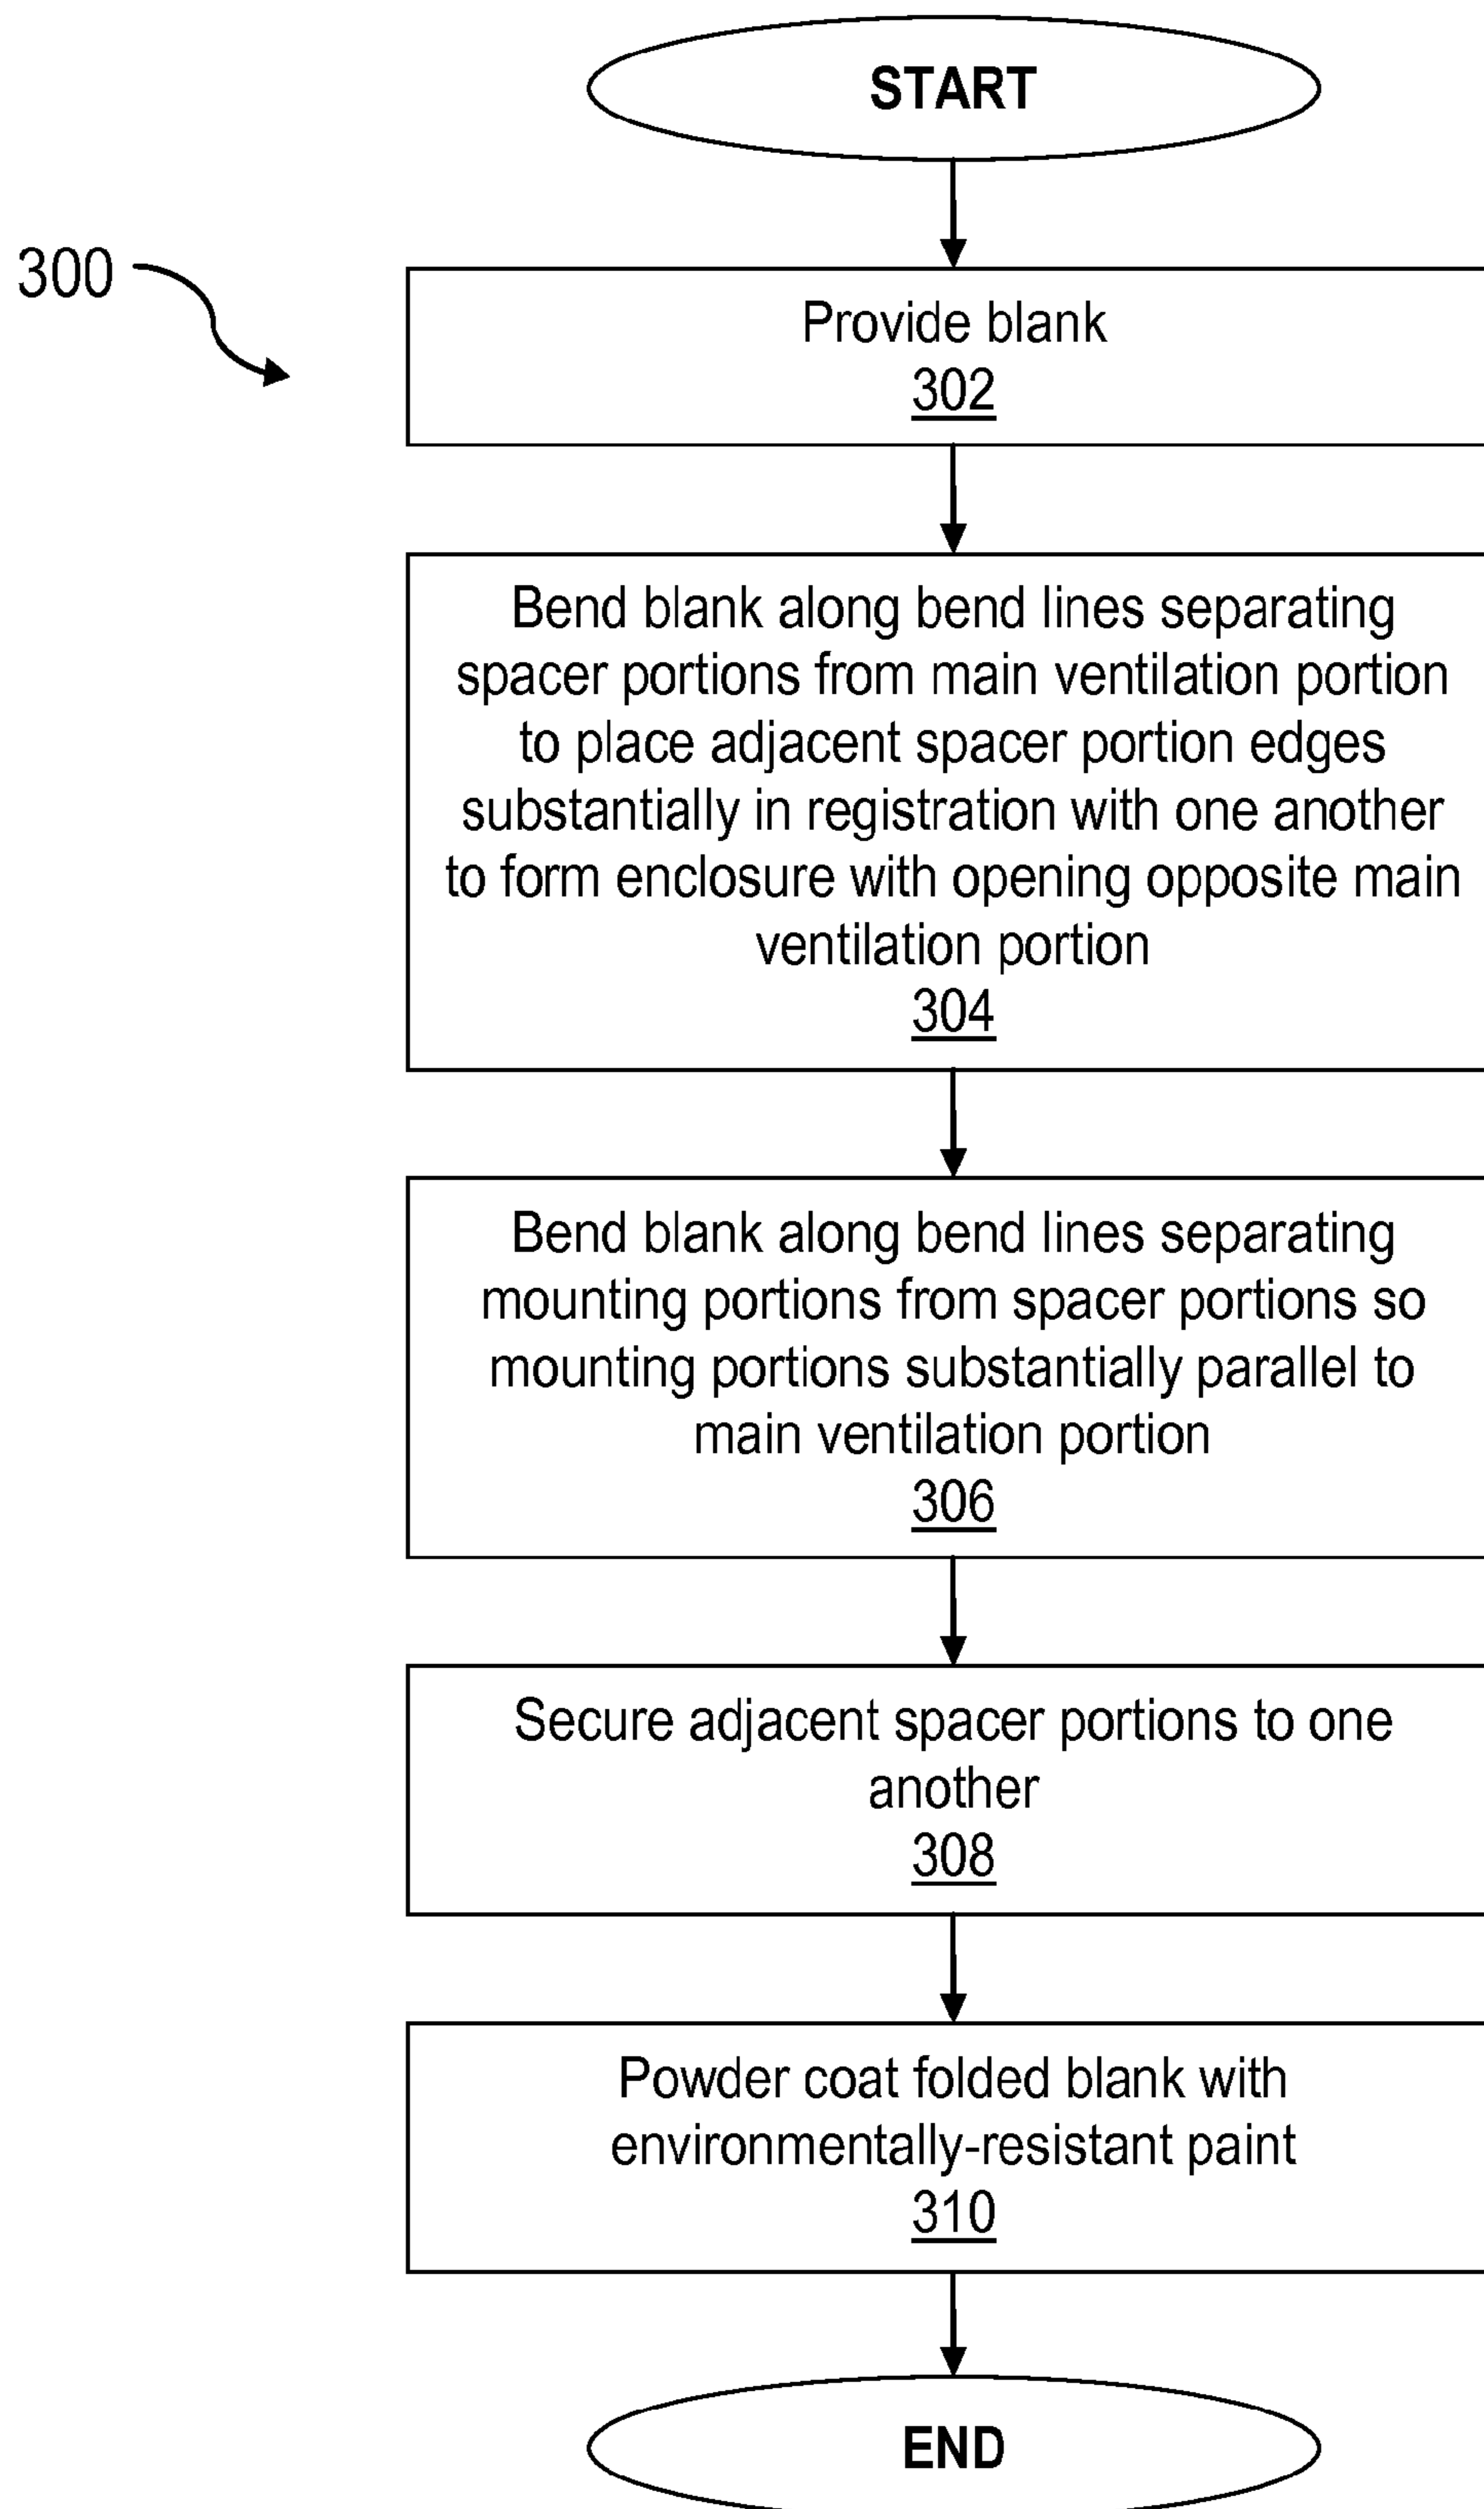 START
300
Provide blank
302
Bend blank along bend lines separating
spacer portions from main ventilation portion
to place adjacent spacer portion edges
substantially in registration with one another
to form enclosure with opening opposite main
ventilation portion
304
Bend blank along bend lines separating
mounting portions from spacer portions so
mounting portions substantially parallel to
main ventilation portion
306
Secure adjacent spacer portions to one
another
308
Powder coat folded blank with
environmentally-resistant paint
310
END